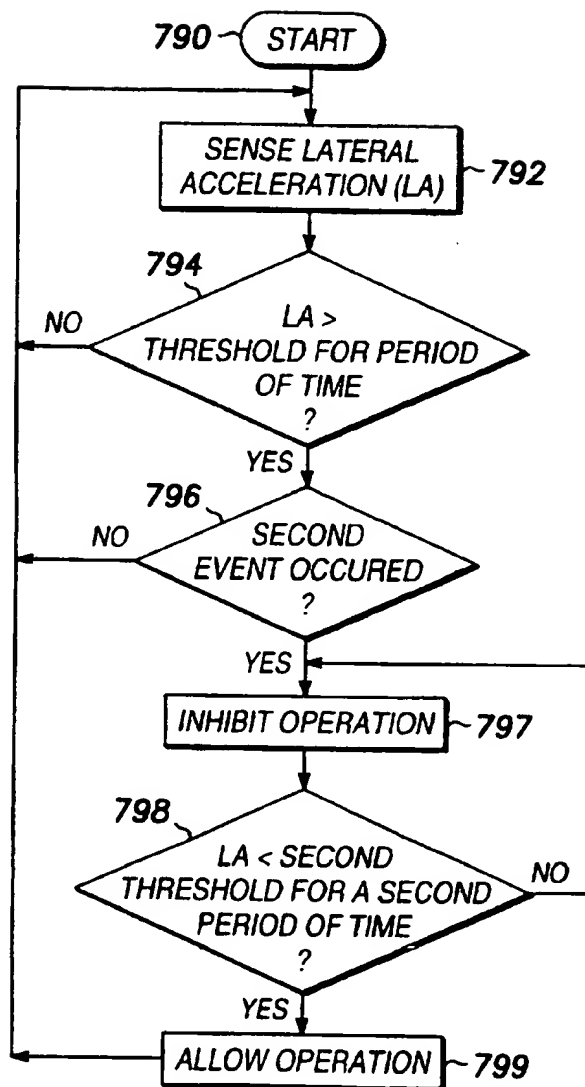 790
START
SENSE LATERAL
ACCELERATION (LA)
792
794
LA >
THRESHOLD FOR PERIOD
OF TIME
?
NO
YES
796
SECOND
EVENT OCCURED
?
NO
YES
INHIBIT OPERATION
797
798
LA < SECOND
THRESHOLD FOR A SECOND
PERIOD OF TIME
?
NO
YES
ALLOW OPERATION
799